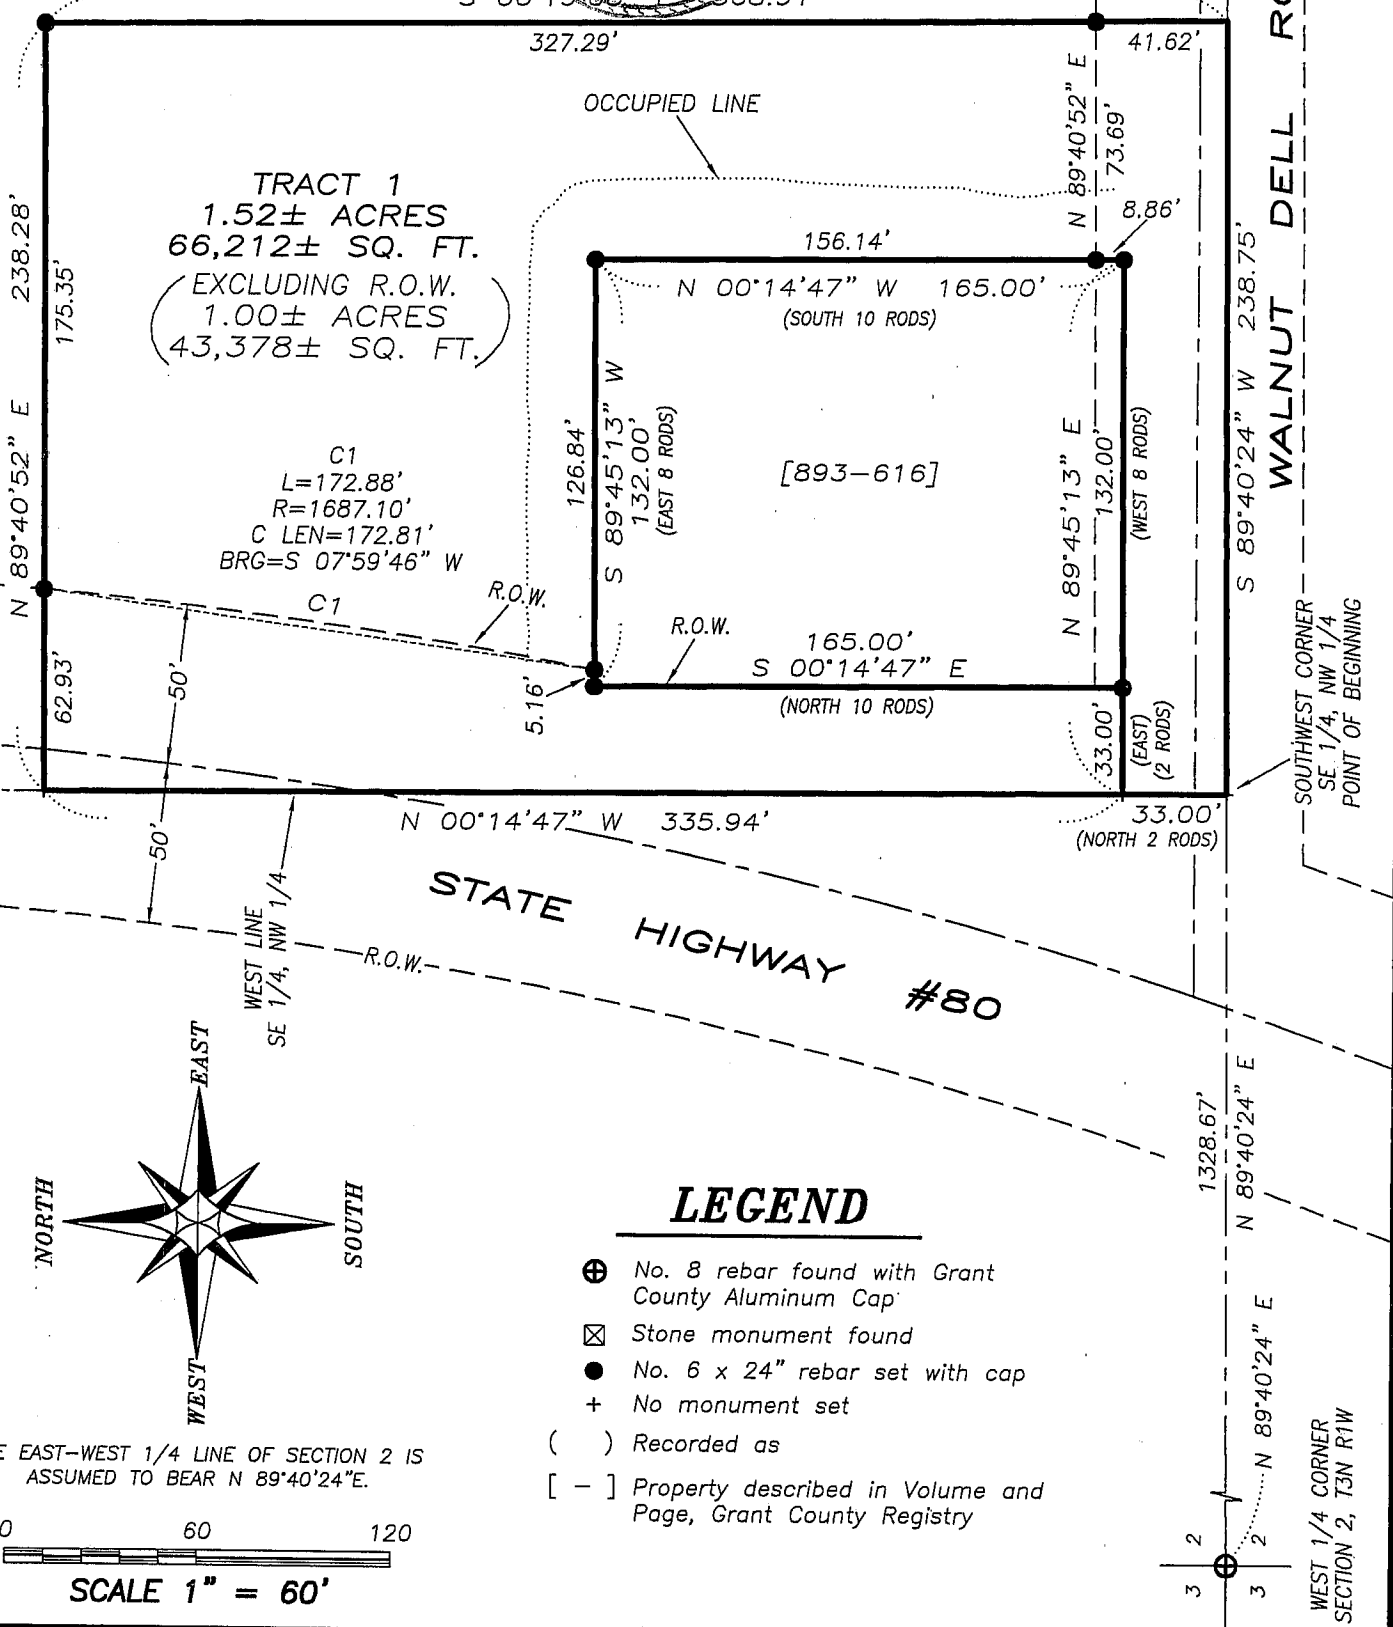 327.29'
41.62'
OCCUPIED LINE
N 89°40'52" E
73.69'
WALNUT DELL
TRACT 1
1.52± ACRES
66,212± SQ. FT.
(EXCLUDING R.O.W.
1.00± ACRES
43,378± SQ. FT.)
8.86'
156.14'
N 00°14'47" W 165.00'
(SOUTH 10 RODS)
238.28'
175.35'
N 89°40'52" E
62.93'
126.84'
S 89°45'13" W
132.00'
(EAST 8 RODS)
[893-616]
N 89°45'13" E
132.00'
(WEST 8 RODS)
S 89°40'24" W 238.75'
C1
L=172.88'
R=1687.10'
C LEN=172.81'
BRG=S 07°59'46" W
C1
R.O.W.
R.O.W.
165.00'
S 00°14'47" E
(NORTH 10 RODS)
5.16'
50'
50'
33.00'
(EAST)
(2 RODS)
SOUTHWEST CORNER
SE 1/4, NW 1/4
POINT OF BEGINNING
N 00°14'47" W 335.94'
33.00'
(NORTH 2 RODS)
WEST LINE
SE 1/4, NW 1/4
STATE HIGHWAY #80
R.O.W.
1328.67'
N 89°40'24" E
EAST
NORTH
SOUTH
WEST
LEGEND
No. 8 rebar found with Grant
County Aluminum Cap
Stone monument found
No. 6 x 24" rebar set with cap
+ No monument set
( ) Recorded as
[ - ] Property described in Volume and
Page, Grant County Registry
N 89°40'24" E
EAST-WEST 1/4 LINE OF SECTION 2 IS
ASSUMED TO BEAR N 89°40'24"E.
0 60 120
SCALE 1" = 60'
2 2
3 3
WEST 1/4 CORNER
SECTION 2, T3N R1W